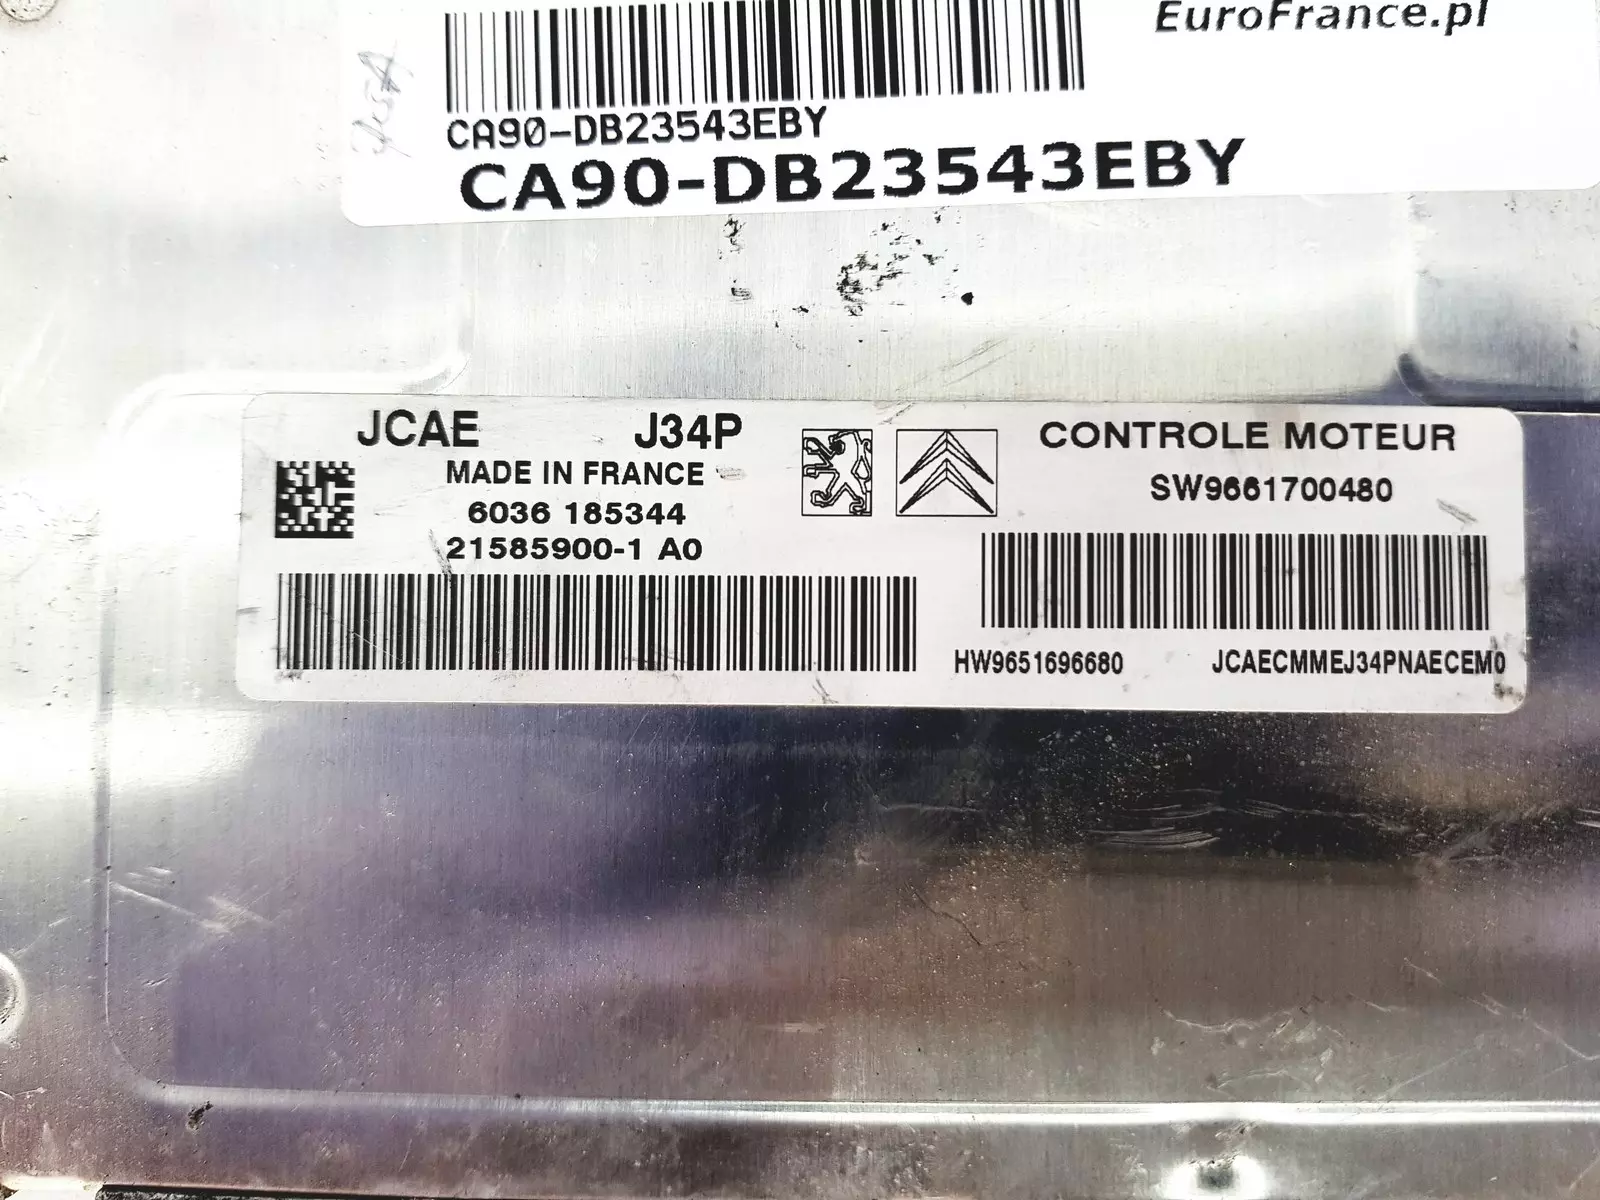 EuroFrance.pl
CA90-DB23543EBY
CA90-DB23543EBY
JCAE J34P
MADE IN FRANCE
6036 185344
21585900-1 A0
CONTROLE MOTEUR
SW9661700480
HW9651696680 JCAECMMEJ34PNAECEM0